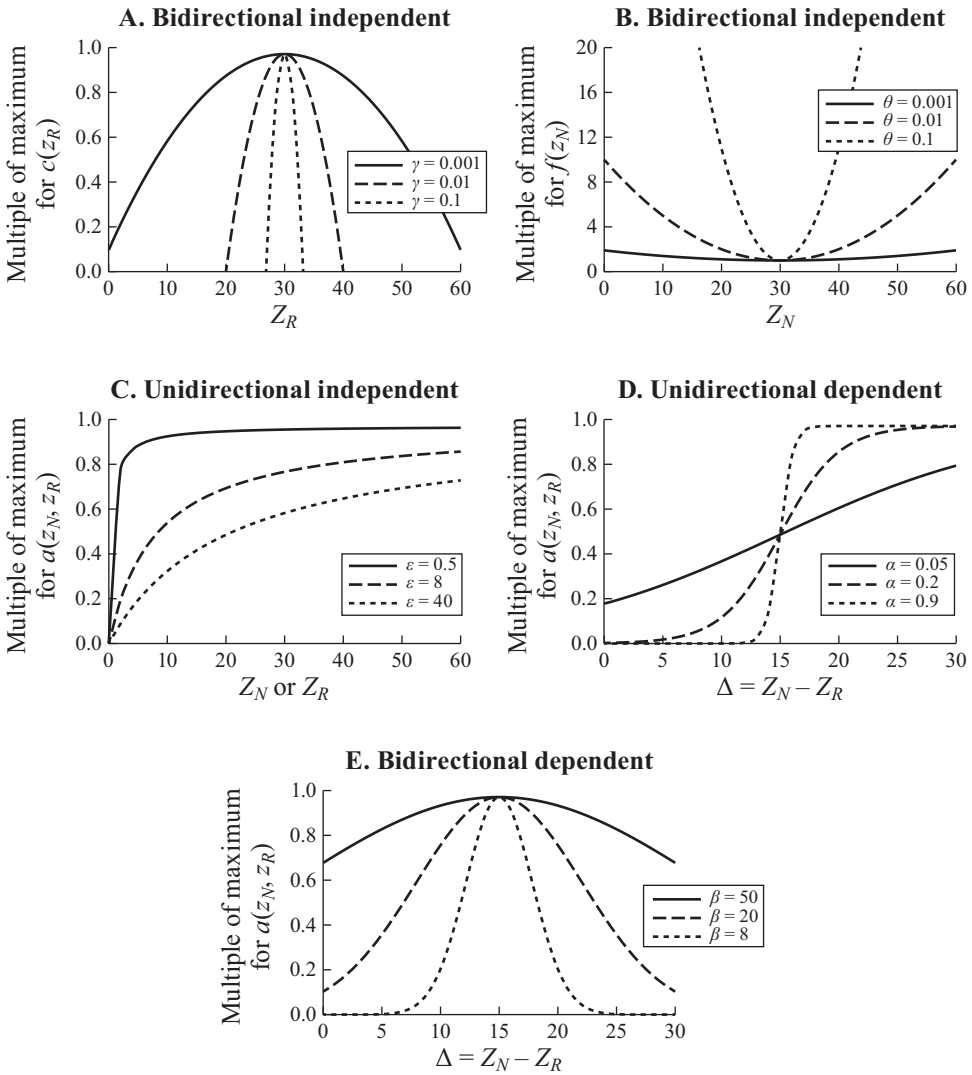 A. Bidirectional independent
Multiple of maximum
for c(z_R)
1.0
0.8
0.6
0.4
0.2
0.0
γ = 0.001
γ = 0.01
γ = 0.1
0 10 20 30 40 50 60
Z_R
B. Bidirectional independent
Multiple of maximum
for f(z_N)
20
16
12
8
4
0
θ = 0.001
θ = 0.01
θ = 0.1
0 10 20 30 40 50 60
Z_N
C. Unidirectional independent
Multiple of maximum
for a(z_N, z_R)
1.0
0.8
0.6
0.4
0.2
0.0
ε = 0.5
ε = 8
ε = 40
0 10 20 30 40 50 60
Z_N or Z_R
D. Unidirectional dependent
Multiple of maximum
for a(z_N, z_R)
1.0
0.8
0.6
0.4
0.2
0.0
α = 0.05
α = 0.2
α = 0.9
0 5 10 15 20 25 30
Δ = Z_N – Z_R
E. Bidirectional dependent
Multiple of maximum
for a(z_N, z_R)
1.0
0.8
0.6
0.4
0.2
0.0
β = 50
β = 20
β = 8
0 5 10 15 20 25 30
Δ = Z_N – Z_R